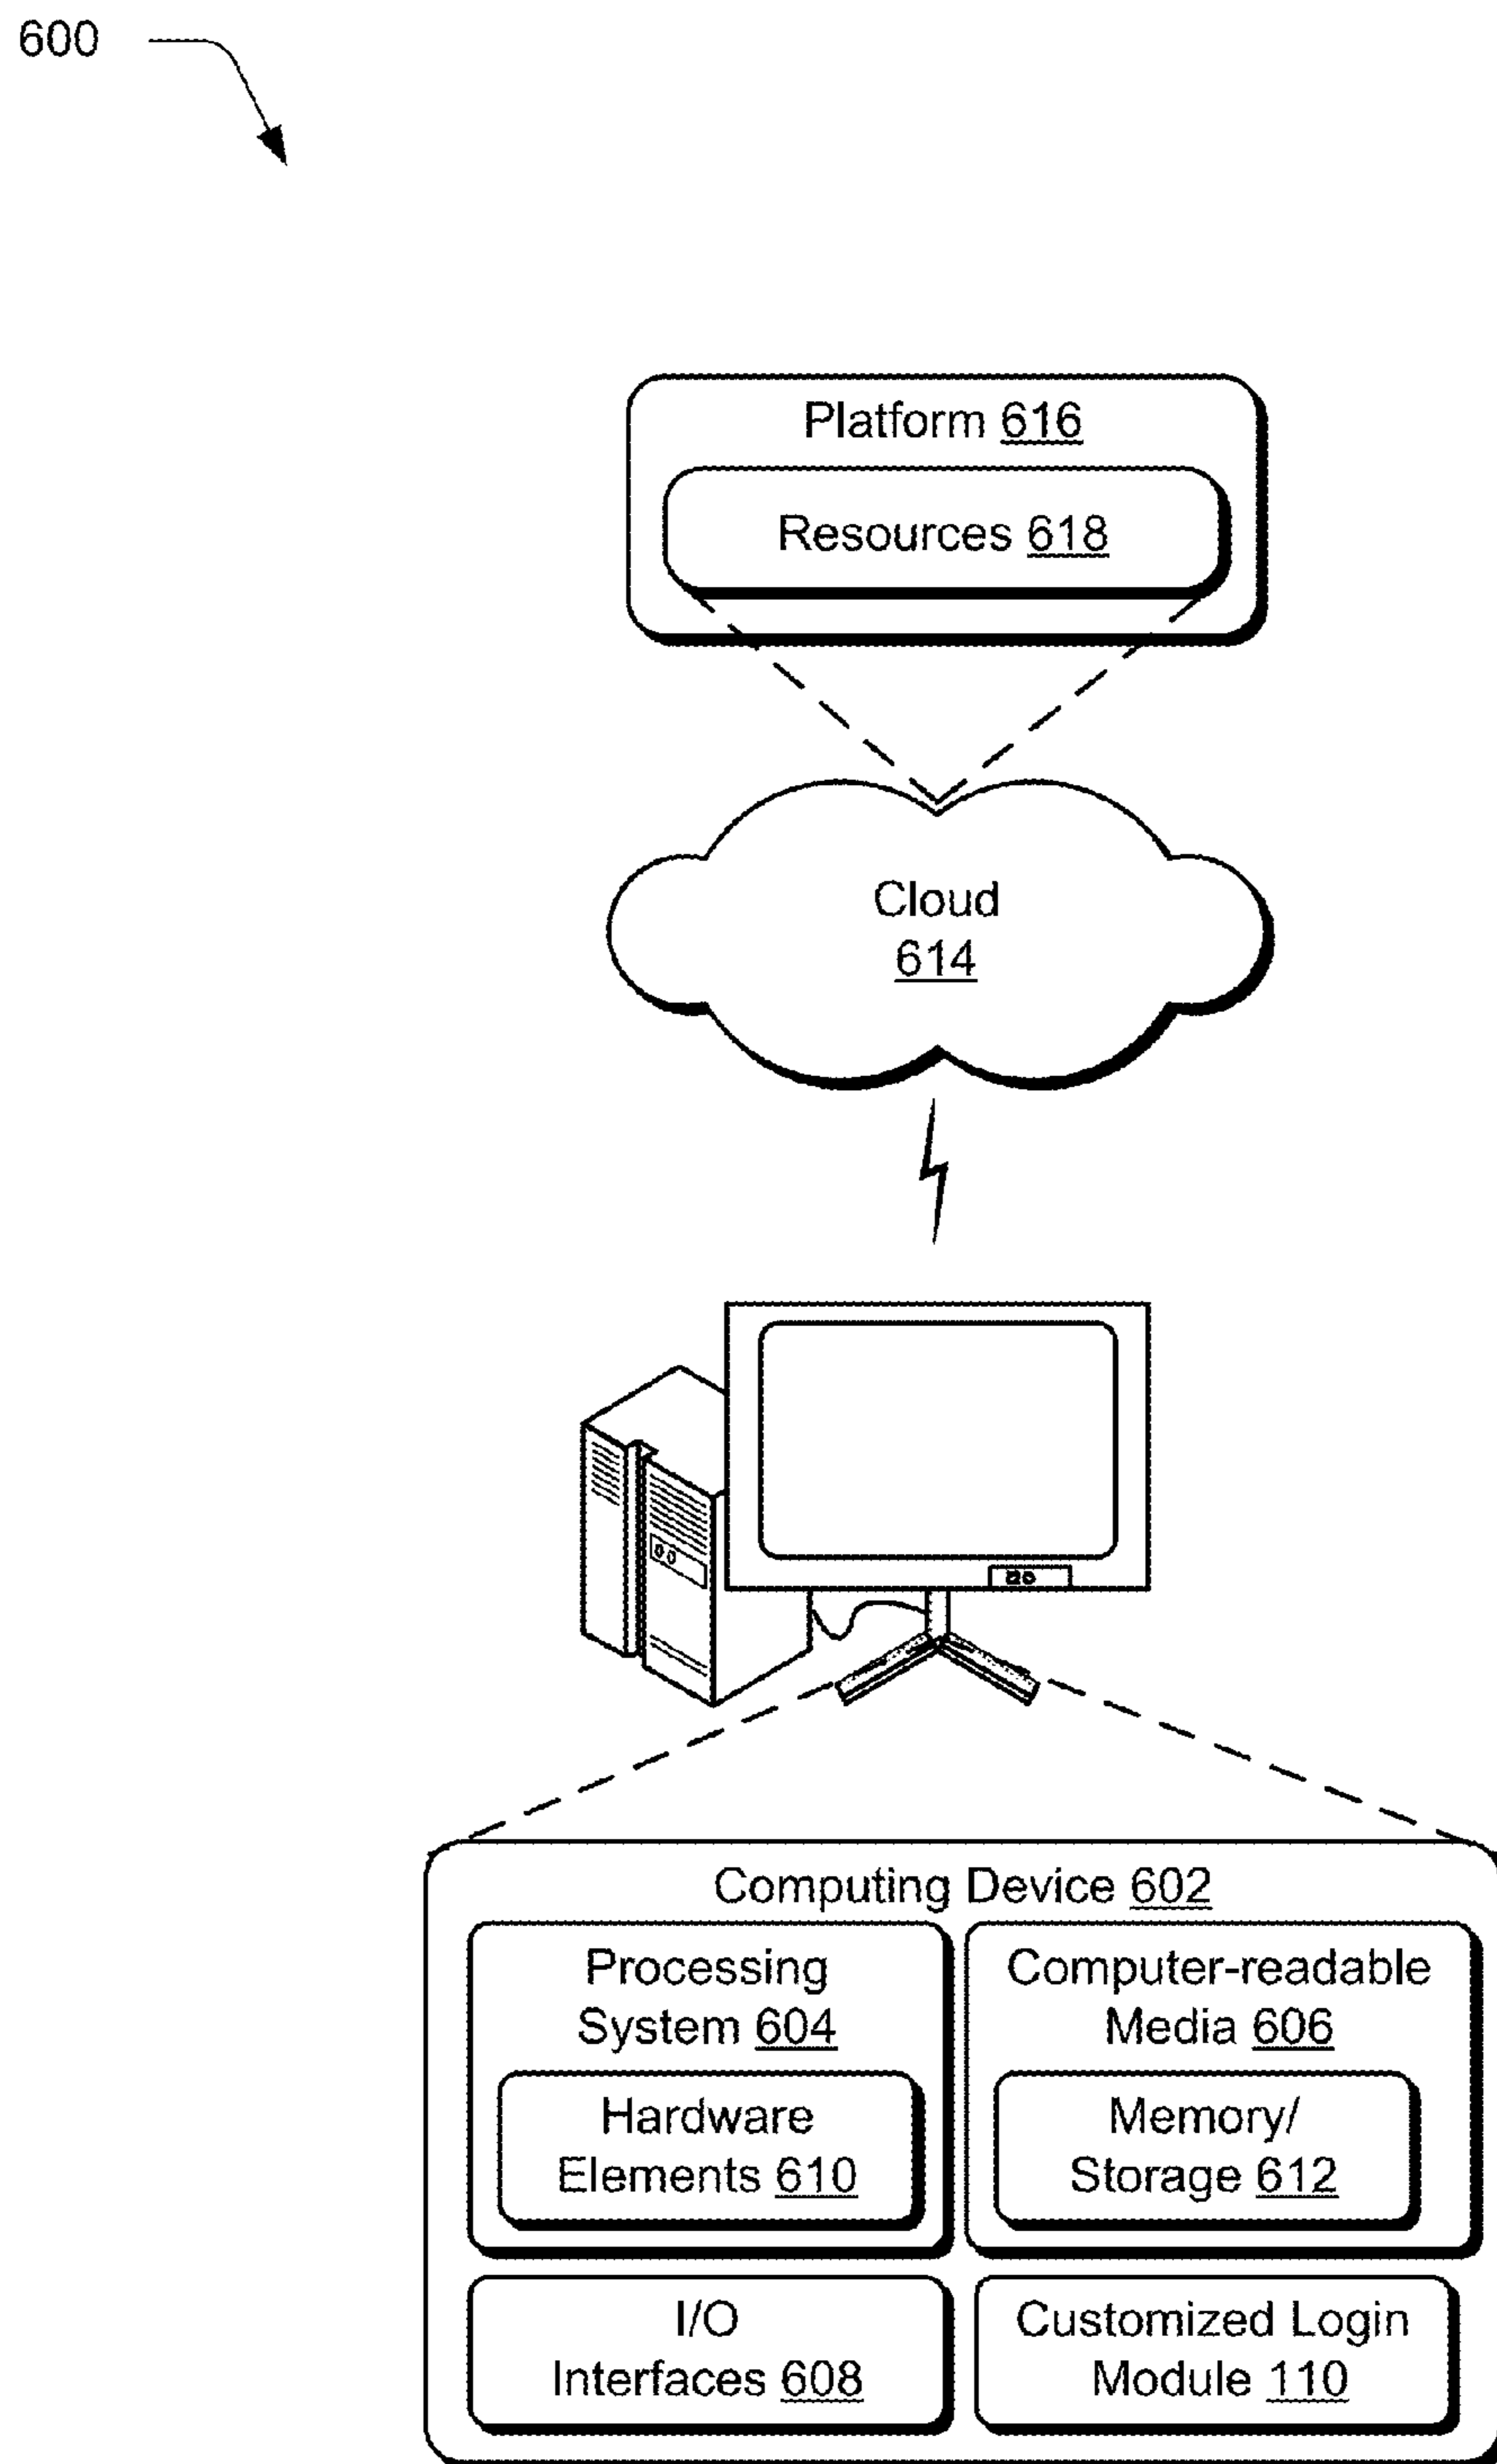 600
Platform 616
Resources 618
Cloud
614
Computing Device 602
Processing
System 604
Hardware
Elements 610
Computer-readable
Media 606
Memory/
Storage 612
I/O
Interfaces 608
Customized Login
Module 110